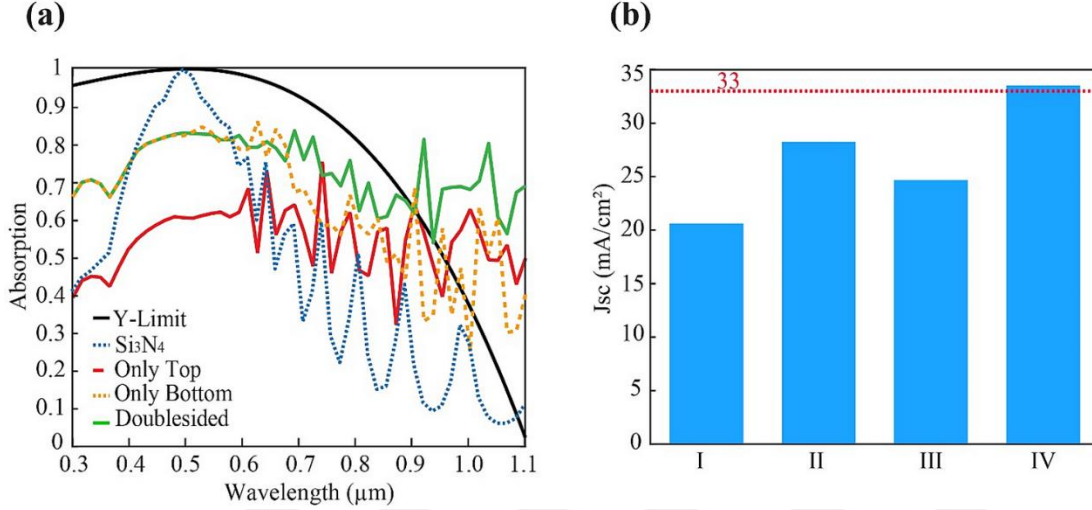 (a)
1
0.9
0.8
0.7
0.6
0.5
0.4
0.3
0.2
0.1
0
Absorption
Y-Limit
Si3N4
Only Top
Only Bottom
Doublesided
0.3 0.4 0.5 0.6 0.7 0.8 0.9 1.0 1.1
Wavelength (µm)
(b)
35
30
25
20
15
10
5
0
Jsc (mA/cm²)
33
I II III IV